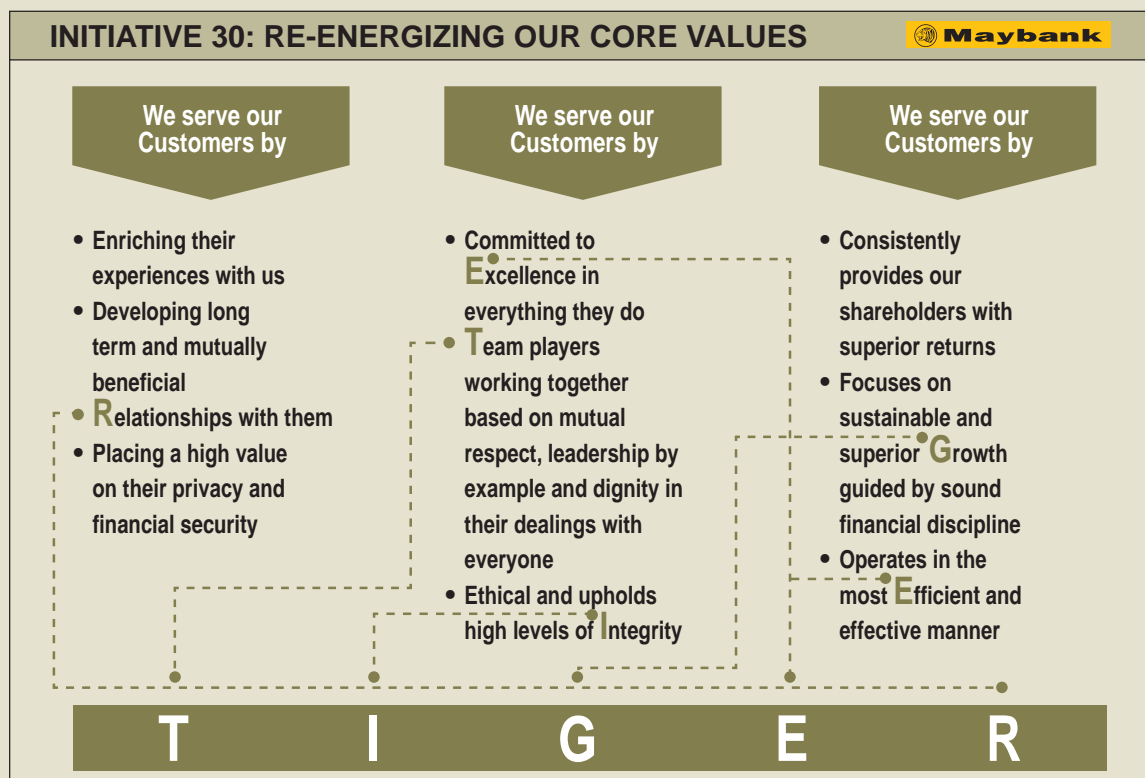 INITIATIVE 30: RE-ENERGIZING OUR CORE VALUES
Maybank
We serve our
Customers by
• Enriching their
experiences with us
• Developing long
term and mutually
beneficial
Relationships with them
• Placing a high value
on their privacy and
financial security
We serve our
Customers by
• Committed to
Excellence in
everything they do
Team players
working together
based on mutual
respect, leadership by
example and dignity in
their dealings with
everyone
• Ethical and upholds
high levels of Integrity
We serve our
Customers by
• Consistently
provides our
shareholders with
superior returns
• Focuses on
sustainable and
superior Growth
guided by sound
financial discipline
• Operates in the
most Efficient and
effective manner
T I G E R